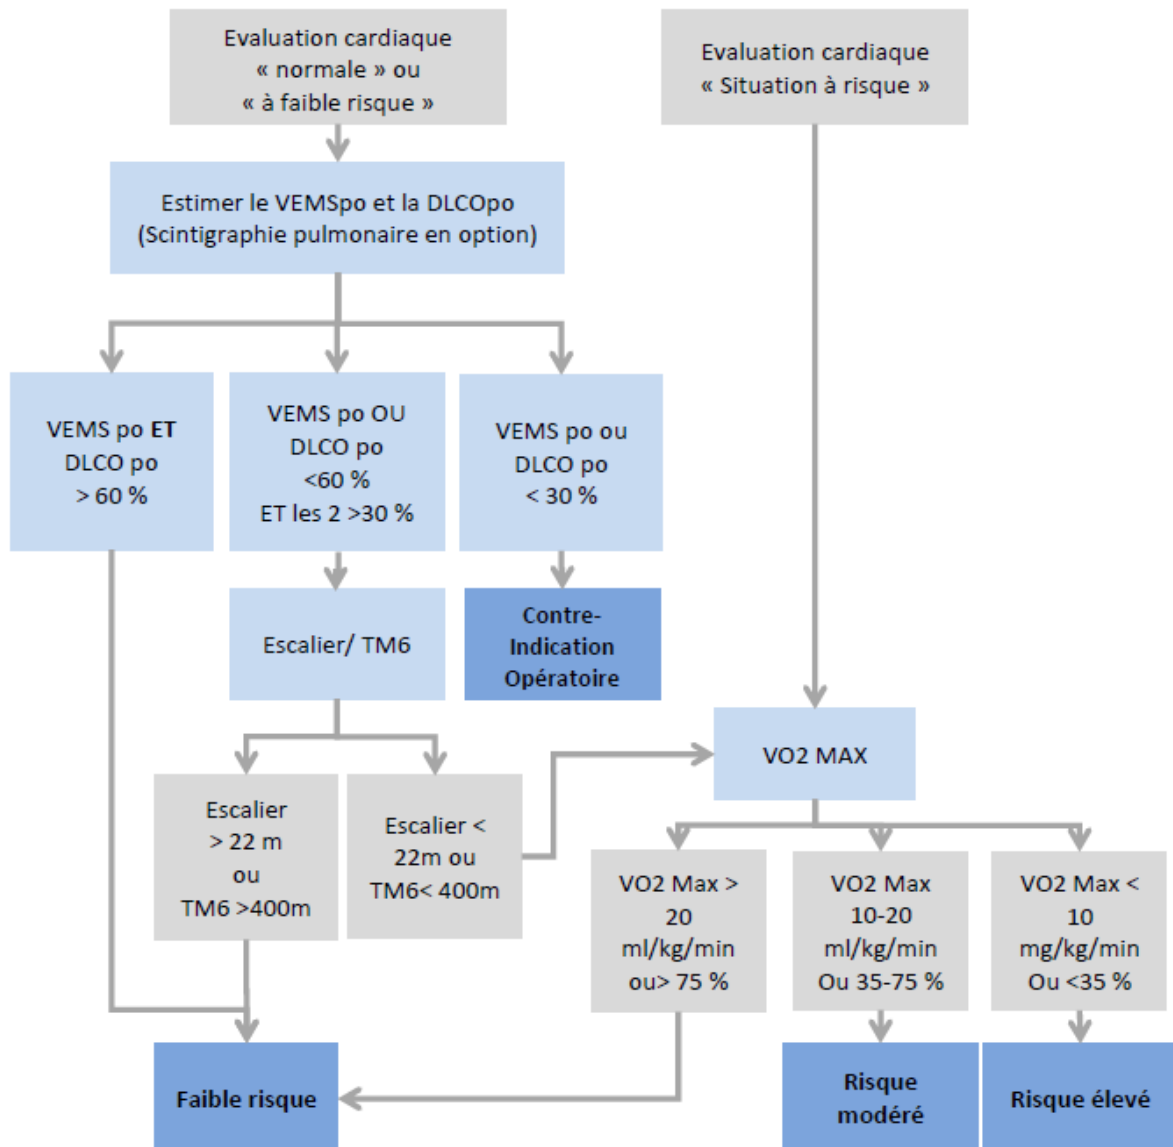 Evaluation cardiaque
« normale » ou
« à faible risque »
Evaluation cardiaque
« Situation à risque »
Estimer le VEMSpo et la DLCOpo
(Scintigraphie pulmonaire en option)
VEMS po ET
DLCO po
> 60 %
VEMS po OU
DLCO po
<60 %
ET les 2 >30 %
VEMS po ou
DLCO po
< 30 %
Escalier/ TM6
Contre-
Indication
Opératoire
VO2 MAX
Escalier
> 22 m
ou
TM6 >400m
Escalier <
22m ou
TM6< 400m
VO2 Max >
20
ml/kg/min
ou> 75 %
VO2 Max
10-20
ml/kg/min
Ou 35-75 %
VO2 Max <
10
mg/kg/min
Ou <35 %
Faible risque
Risque
modéré
Risque élevé